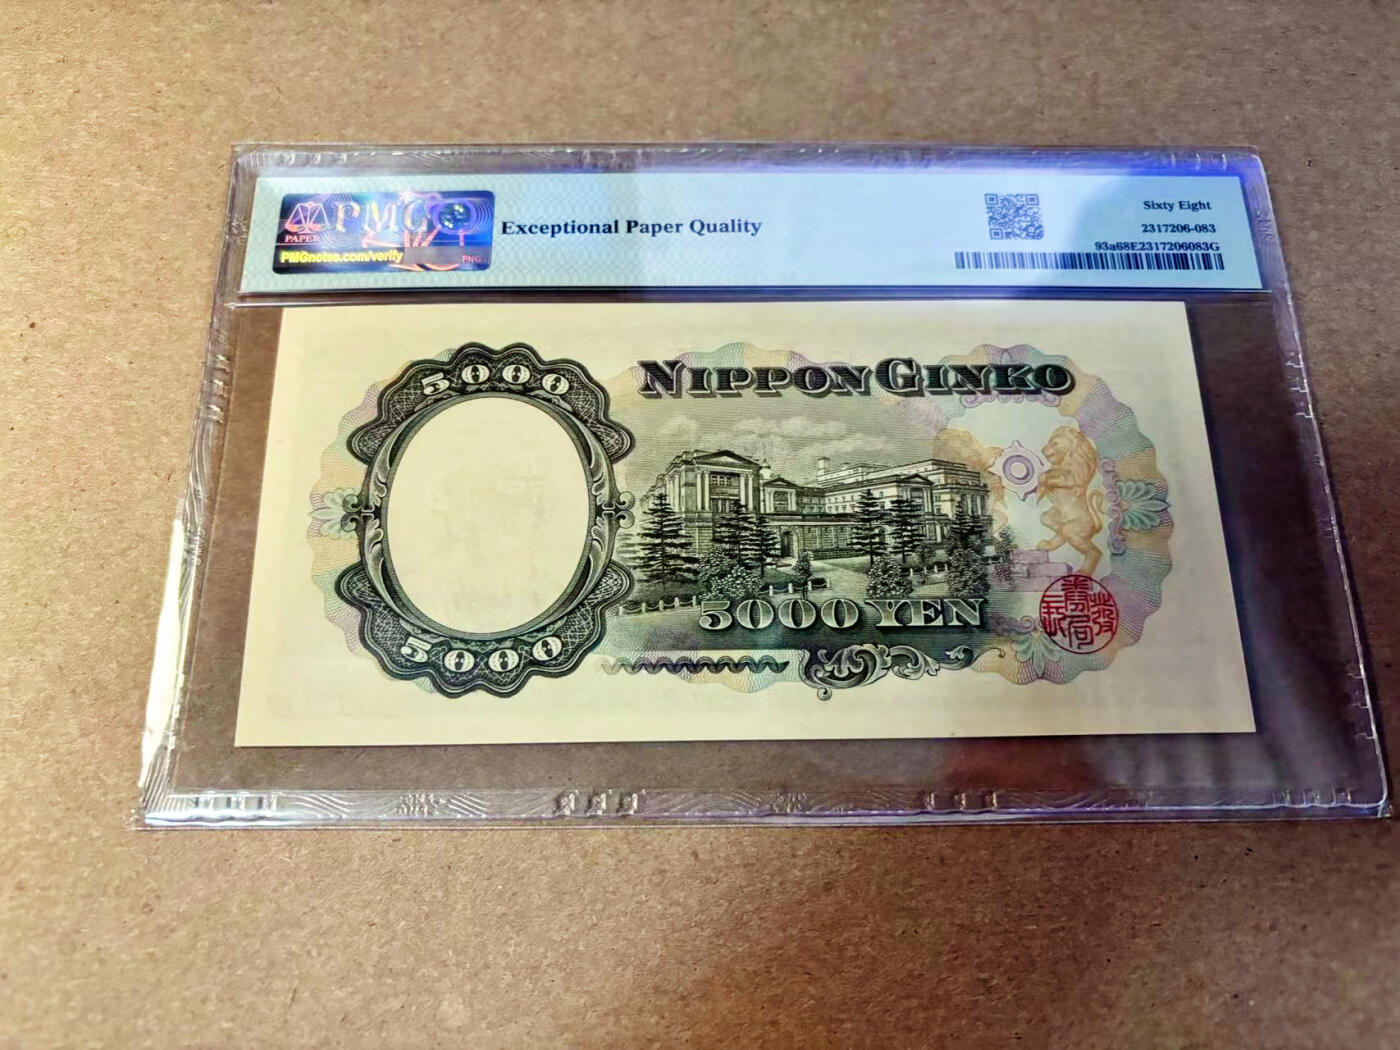 PMG
PAPER
PMGnotes.com/verify
PNG
Exceptional Paper Quality
Sixty Eight
2317206-083
93a68E2317206083G
5000
NIPPON GINKO
5000 YEN
5000